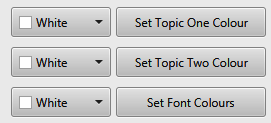 White Set Topic One Colour
White Set Topic Two Colour
White Set Font Colours